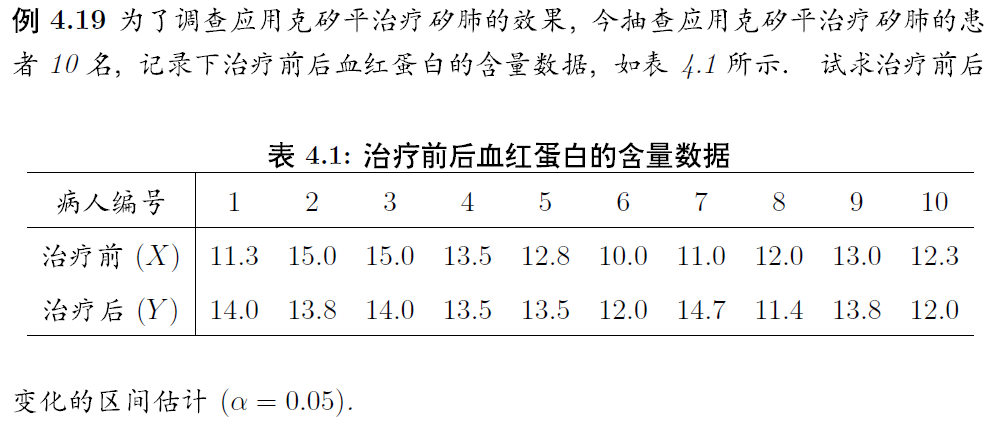 例 4.19 为了调查应用克矽平治疗矽肺的效果, 今抽查应用克矽平治疗矽肺的患
者 10 名, 记录下治疗前后血红蛋白的含量数据, 如表 4.1 所示. 试求治疗前后
表 4.1: 治疗前后血红蛋白的含量数据
病人编号 1 2 3 4 5 6 7 8 9 10
治疗前 (X) 11.3 15.0 15.0 13.5 12.8 10.0 11.0 12.0 13.0 12.3
治疗后 (Y) 14.0 13.8 14.0 13.5 13.5 12.0 14.7 11.4 13.8 12.0
变化的区间估计 (α = 0.05).